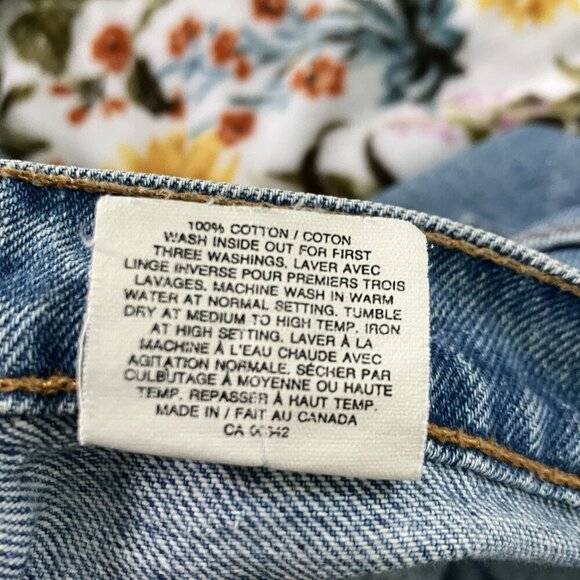 100% COTTON / COTON
WASH INSIDE OUT FOR FIRST
THREE WASHINGS. LAVER AVEC
LINGE INVERSE POUR PREMIERS TROIS
LAVAGES. MACHINE WASH IN WARM
WATER AT NORMAL SETTING. TUMBLE
DRY AT MEDIUM TO HIGH TEMP. IRON
AT HIGH SETTING. LAVER À LA
MACHINE À L'EAU CHAUDE AVEC
AGITATION NORMALE. SÉCHER PAR
CULBUTAGE À MOYENNE OU HAUTE
TEMP. REPASSER À HAUT TEMP.
MADE IN / FAIT AU CANADA
CA